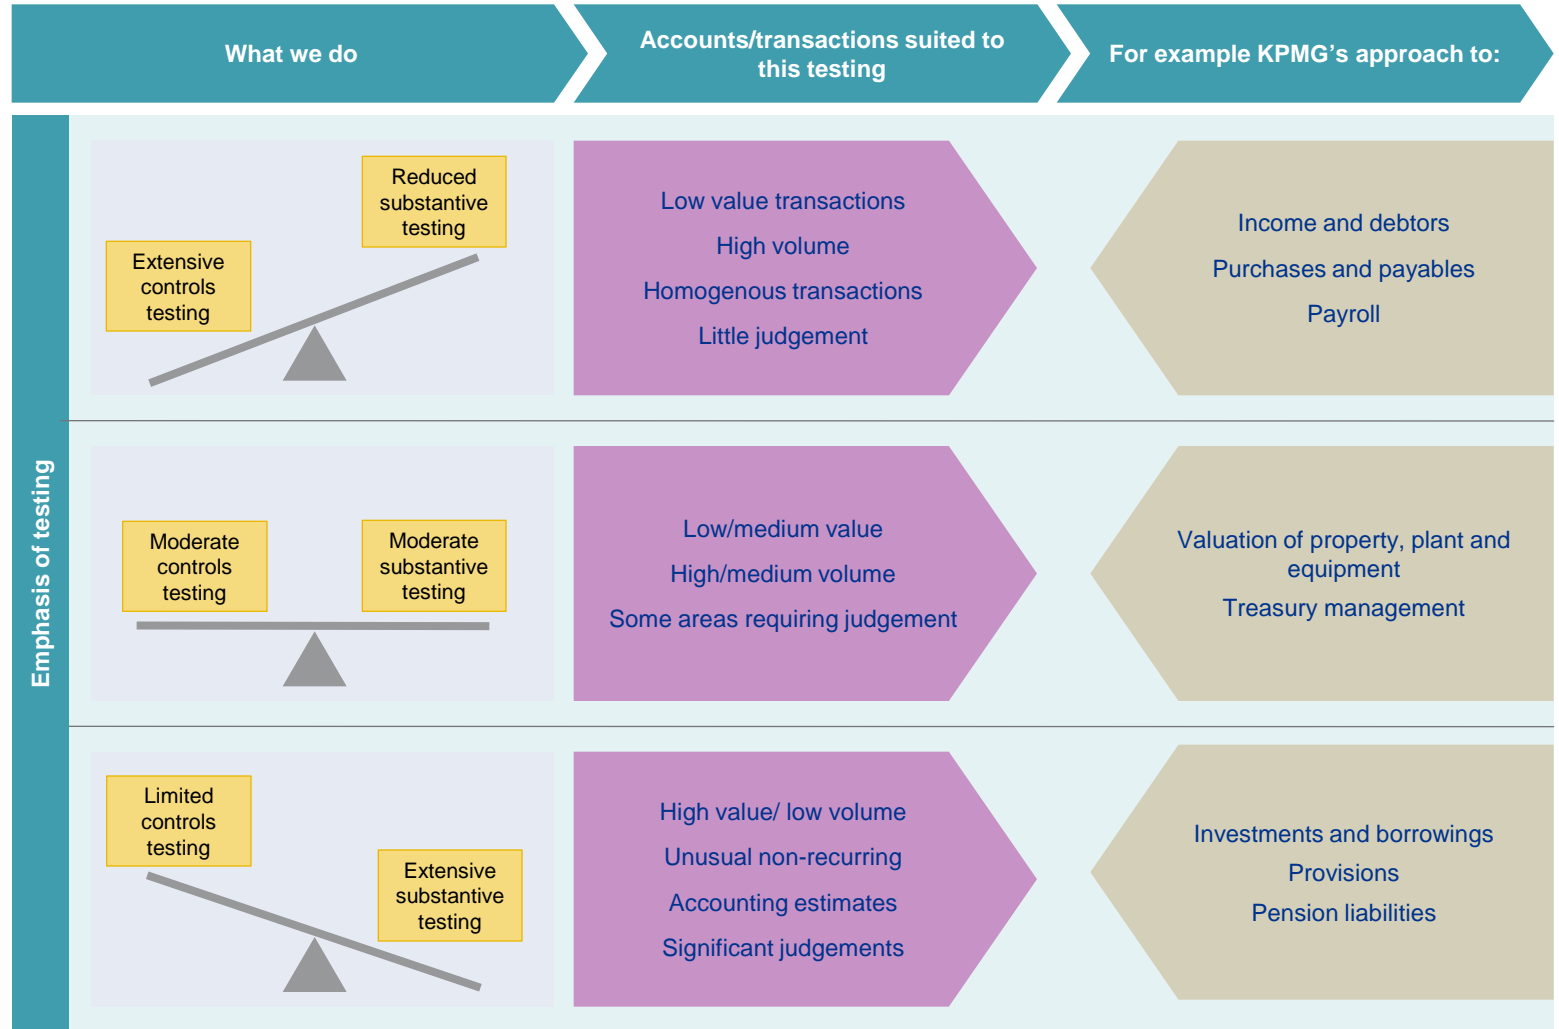 What we do
Accounts/transactions suited to
this testing
For example KPMG's approach to:
Emphasis of testing
Extensive
controls
testing
Reduced
substantive
testing
Low value transactions
High volume
Homogenous transactions
Little judgement
Income and debtors
Purchases and payables
Payroll
Moderate
controls
testing
Moderate
substantive
testing
Low/medium value
High/medium volume
Some areas requiring judgement
Valuation of property, plant and
equipment
Treasury management
Limited
controls
testing
Extensive
substantive
testing
High value/ low volume
Unusual non-recurring
Accounting estimates
Significant judgements
Investments and borrowings
Provisions
Pension liabilities